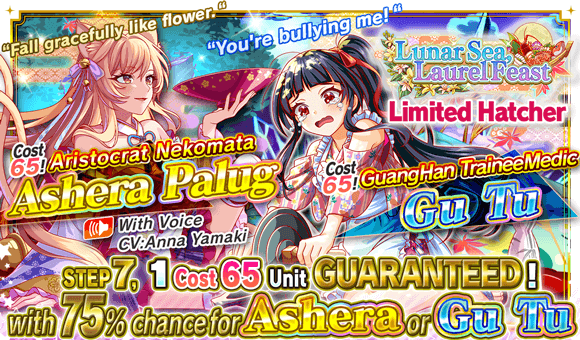 "Fall gracefully like flower."
"You're bullying me!"
Lunar Sea,
Laurel Feast
Limited Hatcher
Cost
65!
Aristocrat Nekomata
Ashera Palug
With Voice
CV:Anna Yamaki
Cost
65!
GuangHan TraineeMedic
Gu Tu
STEP 7, 1 Cost 65 Unit GUARANTEED!
with 75% chance for Ashera or Gu Tu